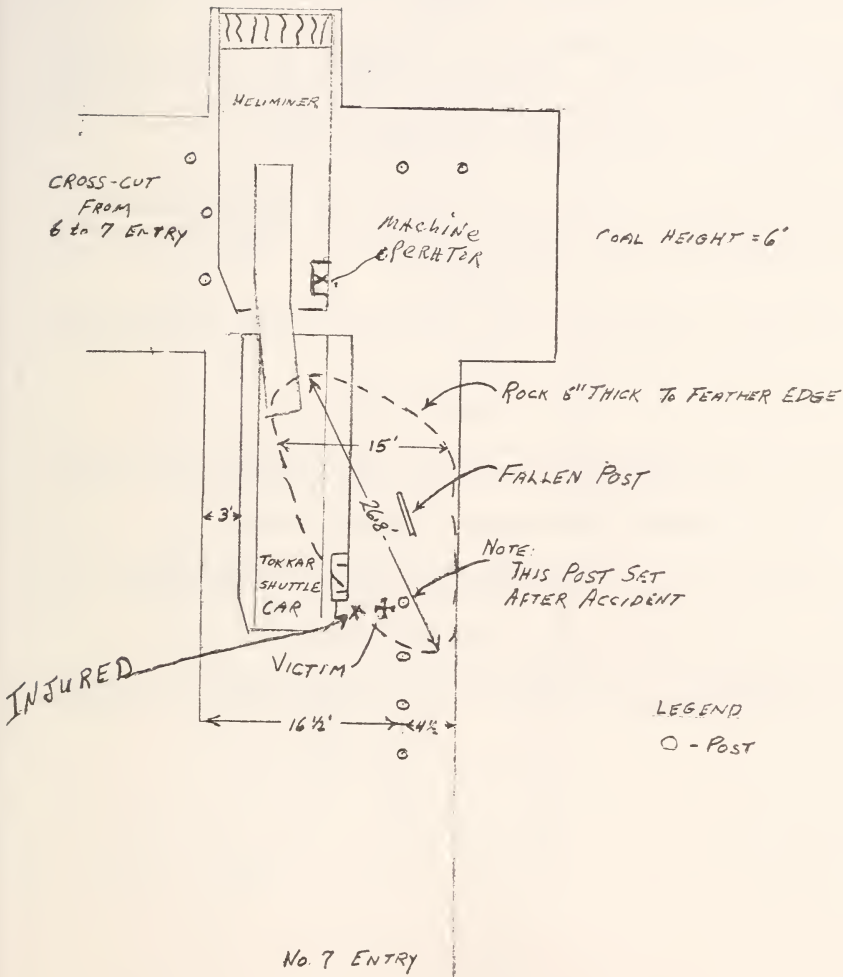 HELIMINER
CROSS-CUT
FROM
6 to 7 ENTRY
MACHINE
OPERATOR
COAL HEIGHT = 6'
ROCK 6" THICK TO FEATHER EDGE
15'
FALLEN POST
26.8'
3'
NOTE:
THIS POST SET
AFTER ACCIDENT
TOKKAR
SHUTTLE
CAR
VICTIM
INJURED
16 ½'
4½
LEGEND
O - POST
No. 7 ENTRY